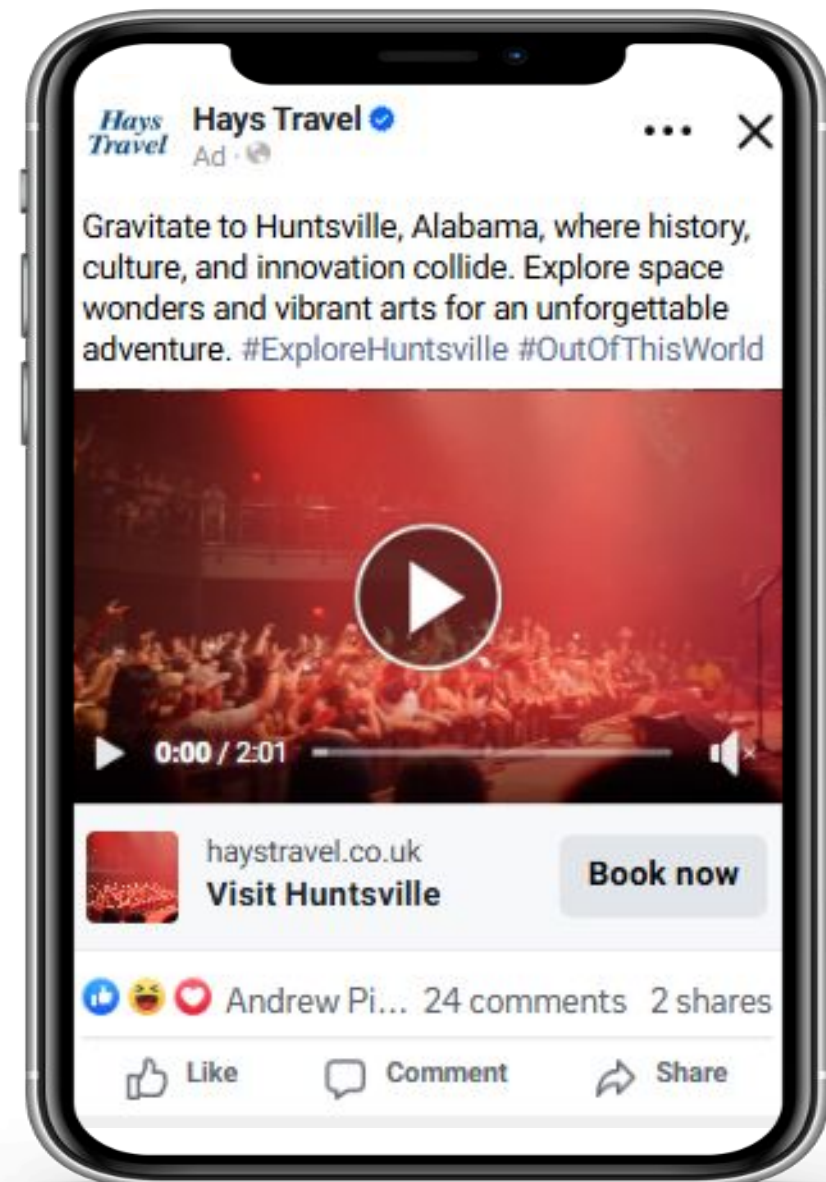 Hays
Travel
Hays Travel
Ad ·
Gravitate to Huntsville, Alabama, where history,
culture, and innovation collide. Explore space
wonders and vibrant arts for an unforgettable
adventure. #ExploreHuntsville #OutOfThisWorld
0:00 / 2:01
haystravel.co.uk
Visit Huntsville
Book now
Andrew Pi... 24 comments 2 shares
Like Comment Share